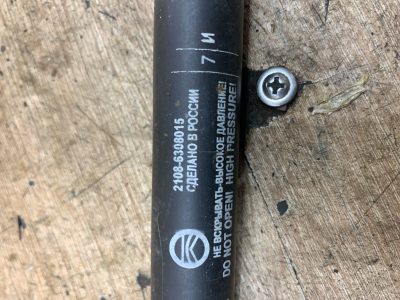 2108-6308015
СДЕЛАНО В РОССИИ
7 И
НЕ ВСКРЫВАТЬ-ВЫСОКОЕ ДАВЛЕНИЕ!
DO NOT OPEN! HIGH PRESSURE!